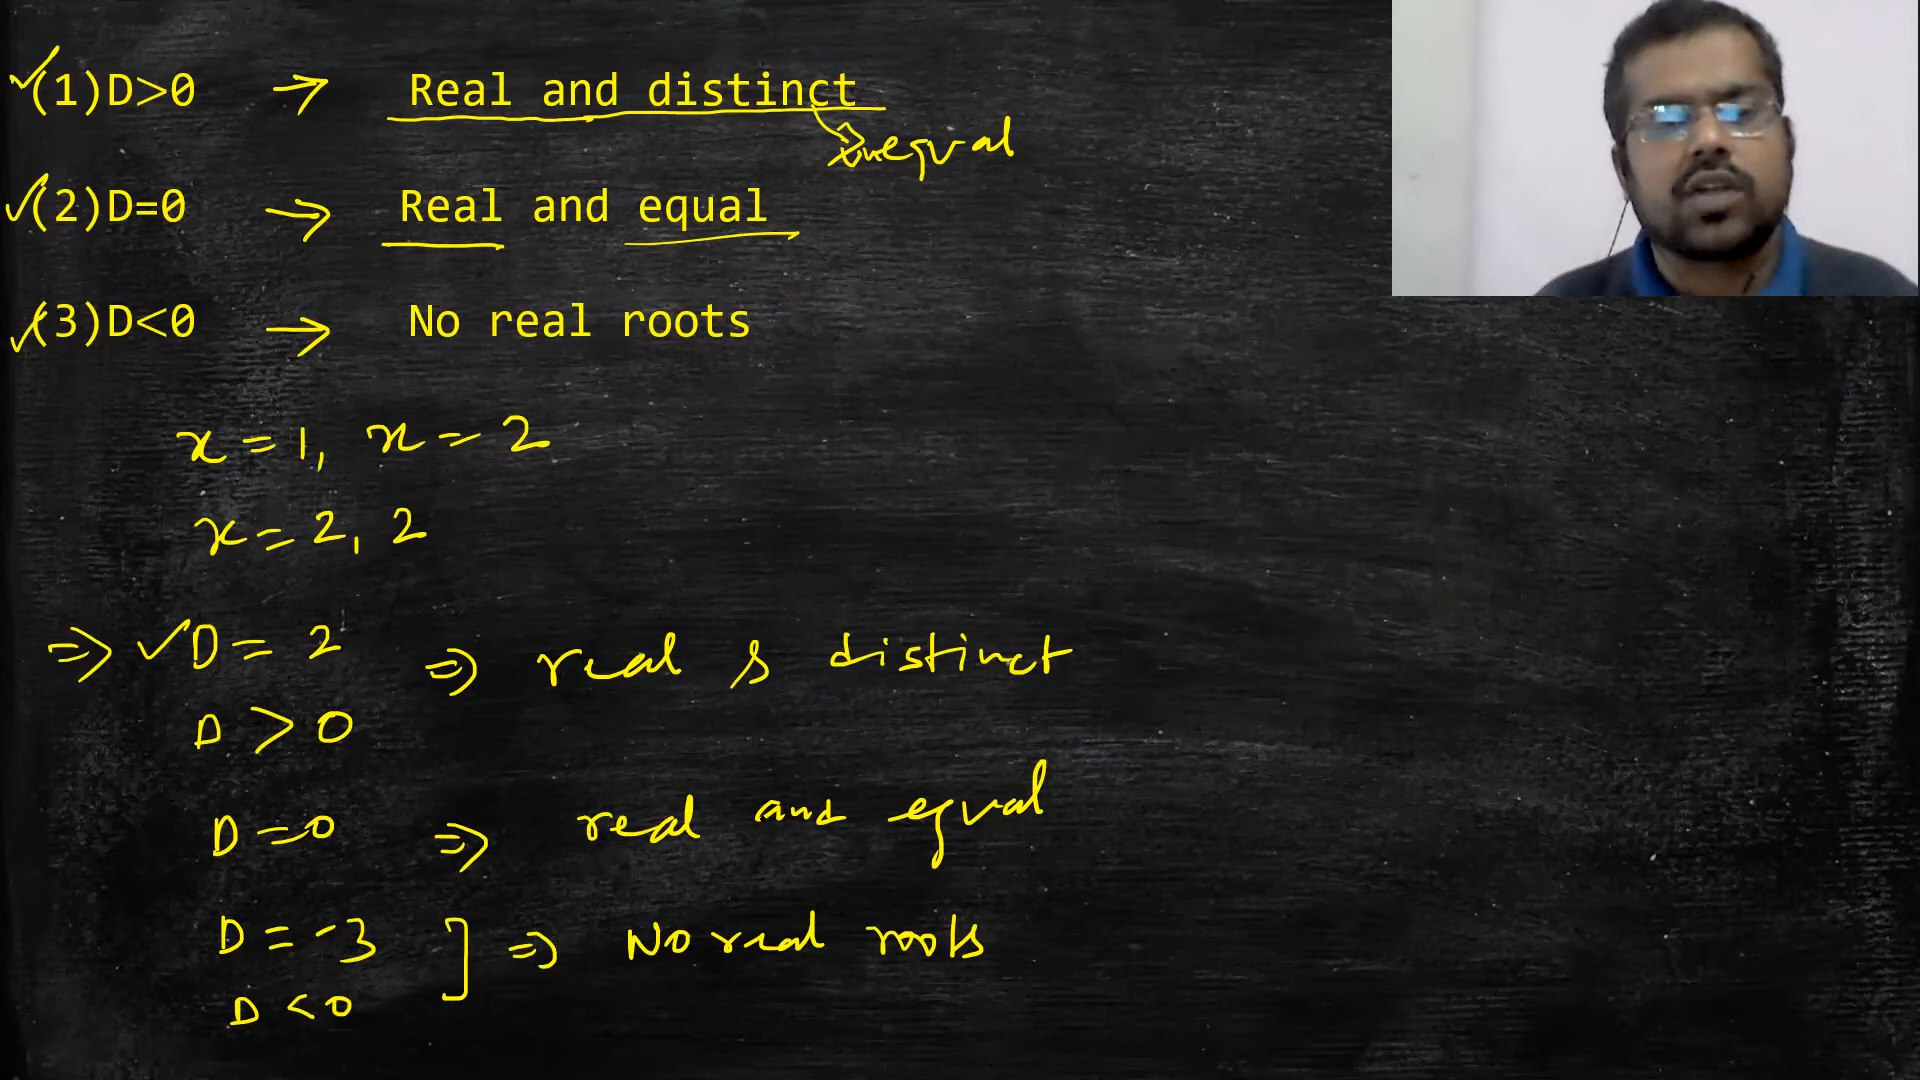 (1)D>0 → Real and distinct
unequal
(2)D=0 → Real and equal
(3)D<0 → No real roots
x = 1, x = 2
x = 2, 2
⇒ ✓D = 2 ⇒ real & distinct
D > 0
D = 0 ⇒ real and equal
D = -3 ] ⇒ No real roots
D < 0